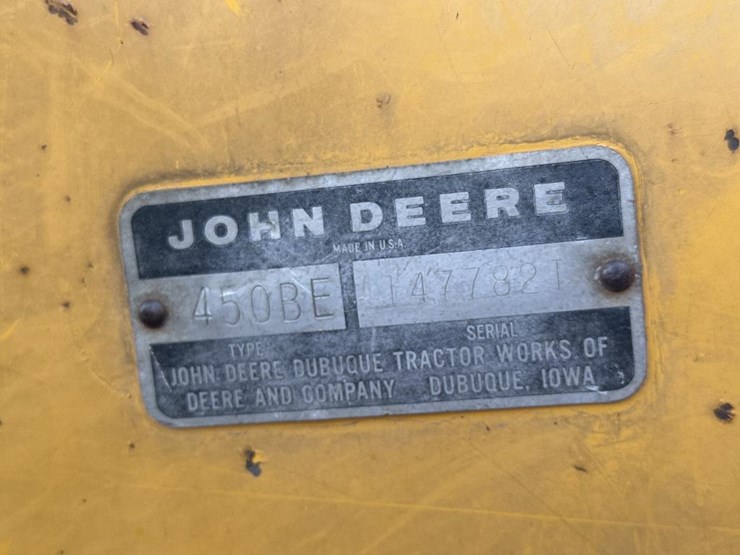 JOHN DEERE
MADE IN U.S.A.
450BE
TYPE SERIAL
JOHN DEERE DUBUQUE TRACTOR WORKS OF
DEERE AND COMPANY DUBUQUE, IOWA